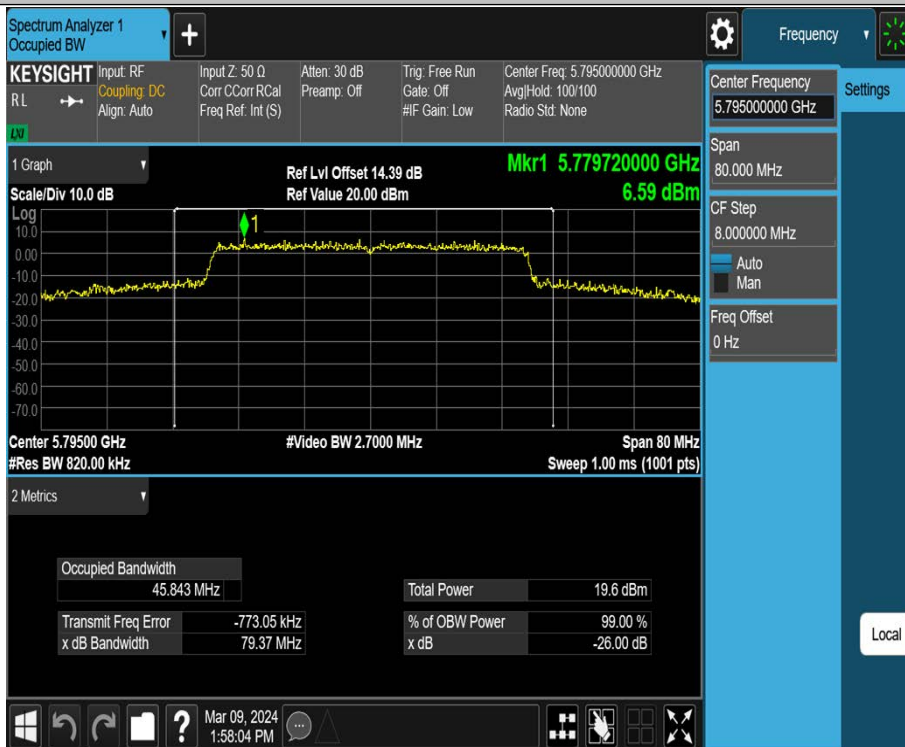 Spectrum Analyzer 1
Occupied BW
Frequency
KEYSIGHT
R L
LXI
Input: RF
Coupling: DC
Align: Auto
Input Z: 50 Ω
Corr CCorr RCal
Freq Ref: Int (S)
Atten: 30 dB
Preamp: Off
Trig: Free Run
Gate: Off
#IF Gain: Low
Center Freq: 5.795000000 GHz
Avg|Hold: 100/100
Radio Std: None
Center Frequency
5.795000000 GHz
Settings
Span
80.000 MHz
CF Step
8.000000 MHz
Auto
Man
Freq Offset
0 Hz
1 Graph
Scale/Div 10.0 dB
Ref Lvl Offset 14.39 dB
Ref Value 20.00 dBm
Mkr1 5.779720000 GHz
6.59 dBm
Log
1
10.0
0.00
-10.0
-20.0
-30.0
-40.0
-50.0
-60.0
-70.0
Center 5.79500 GHz
#Video BW 2.7000 MHz
Span 80 MHz
#Res BW 820.00 kHz
Sweep 1.00 ms (1001 pts)
2 Metrics
Occupied Bandwidth
45.843 MHz
Total Power 19.6 dBm
Transmit Freq Error -773.05 kHz
% of OBW Power 99.00 %
x dB Bandwidth 79.37 MHz
x dB -26.00 dB
Local
?
Mar 09, 2024
1:58:04 PM